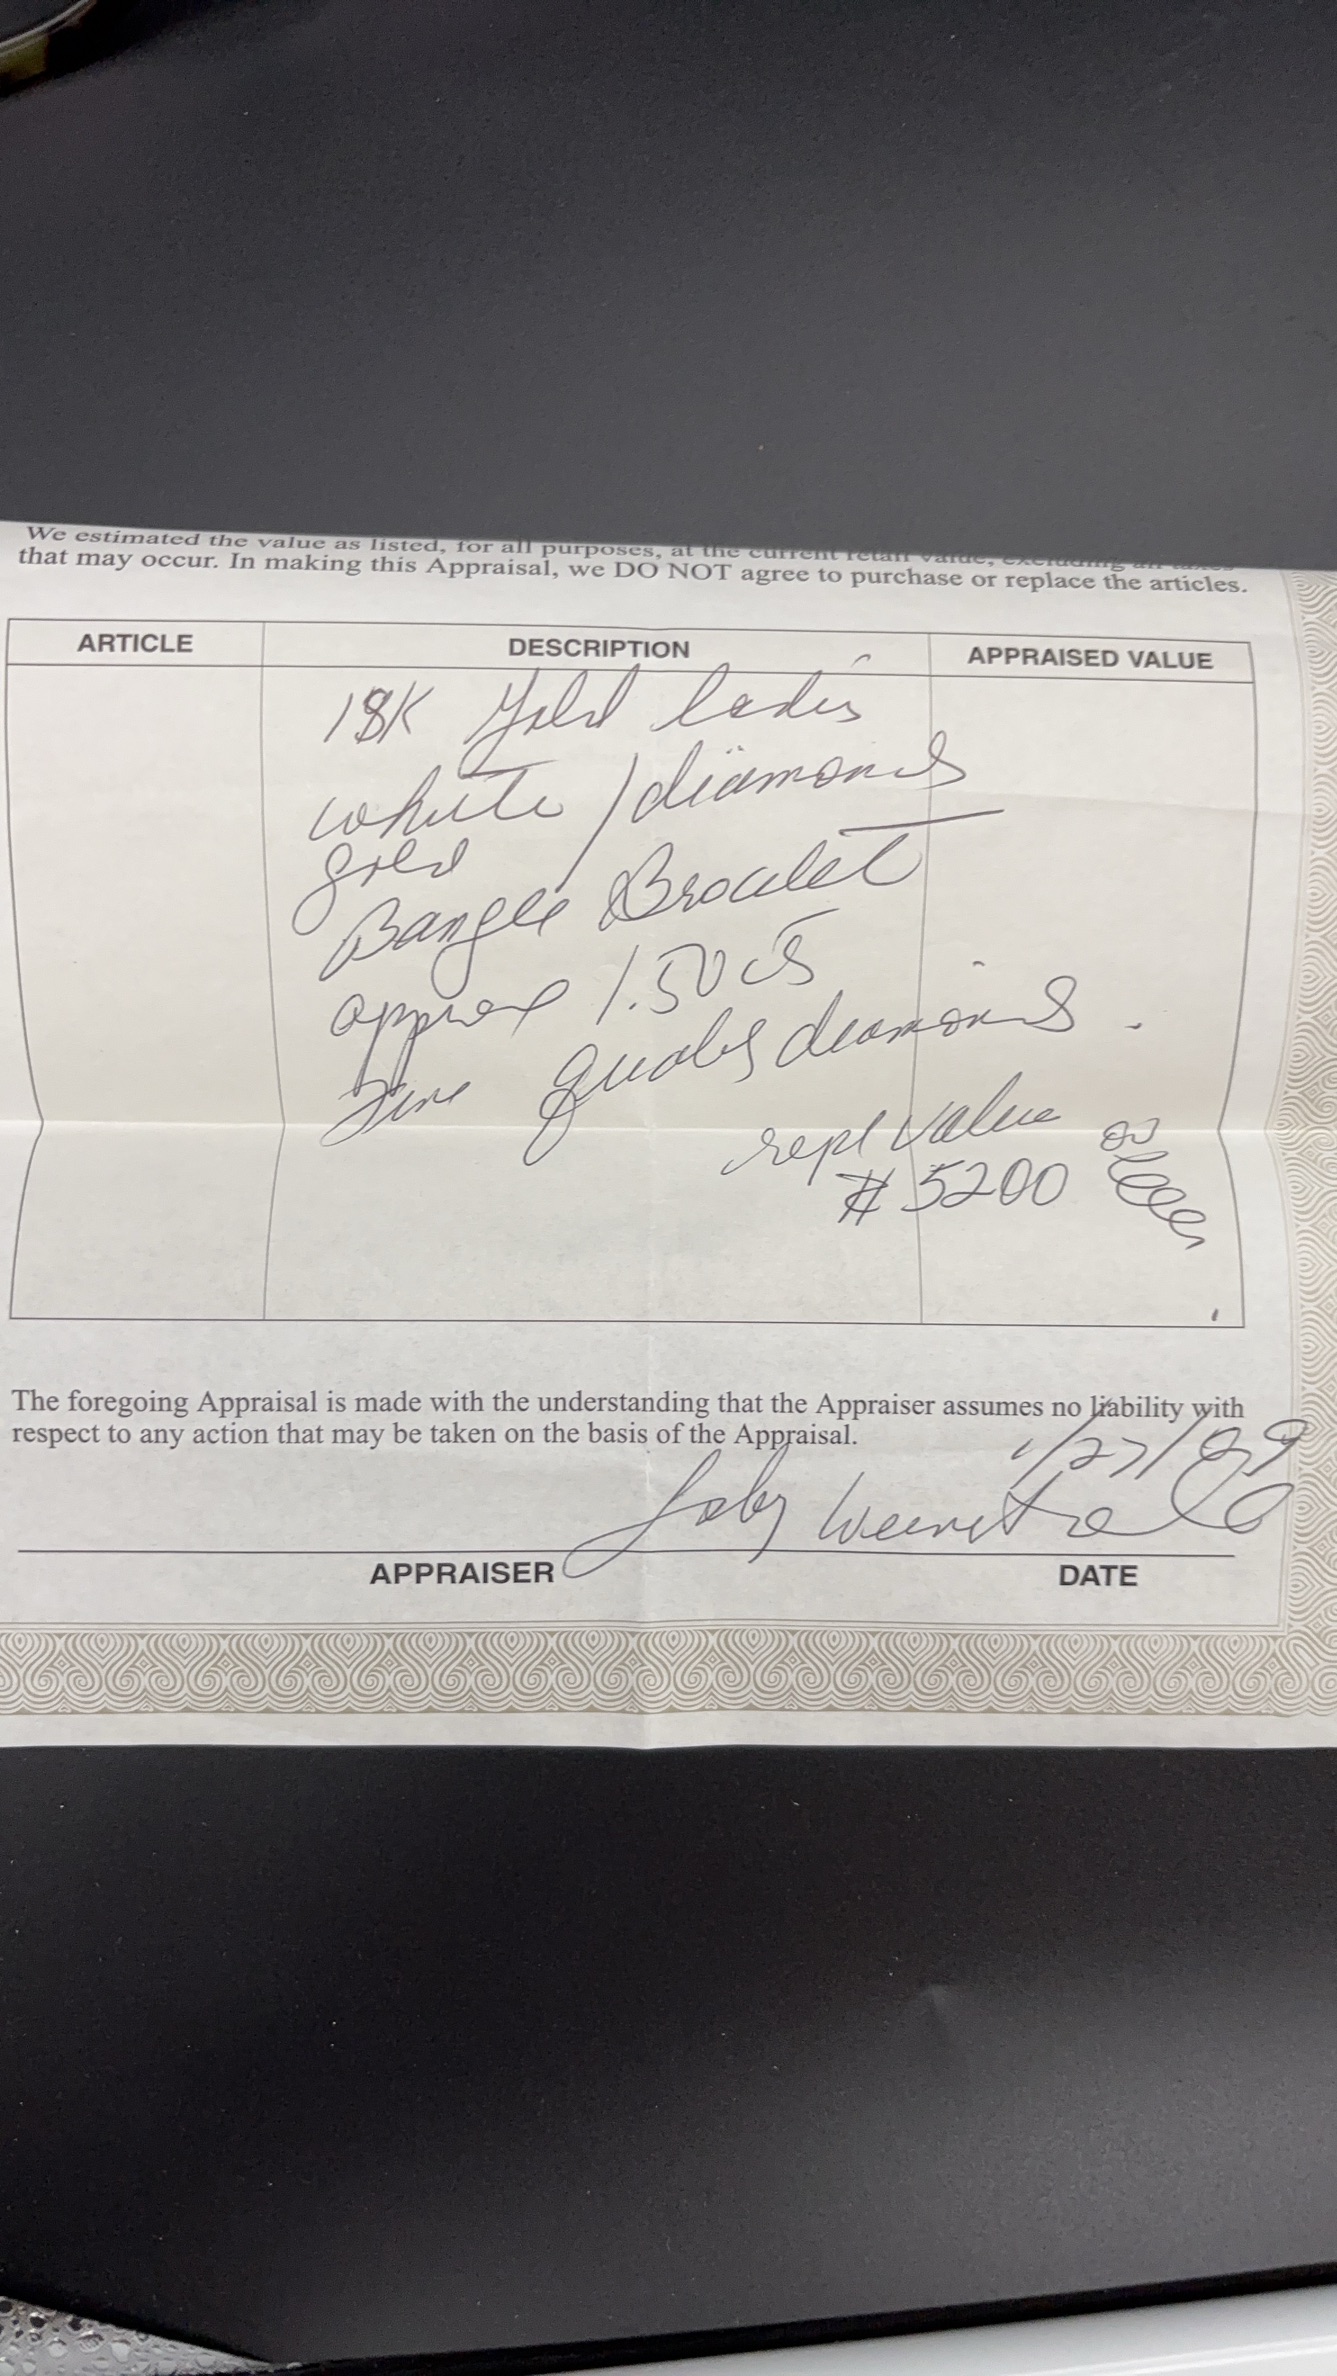 We estimated the value as listed, for all purposes, at the current retail value, excluding all taxes
that may occur. In making this Appraisal, we DO NOT agree to purchase or replace the articles.
ARTICLE DESCRIPTION APPRAISED VALUE
18K Gold ladies
white / diamonds
gold
Bangle Bracelet
approx 1.50 cts
fine quality diamonds.
repl value
$ 5200 00
The foregoing Appraisal is made with the understanding that the Appraiser assumes no liability with
respect to any action that may be taken on the basis of the Appraisal.
APPRAISER DATE